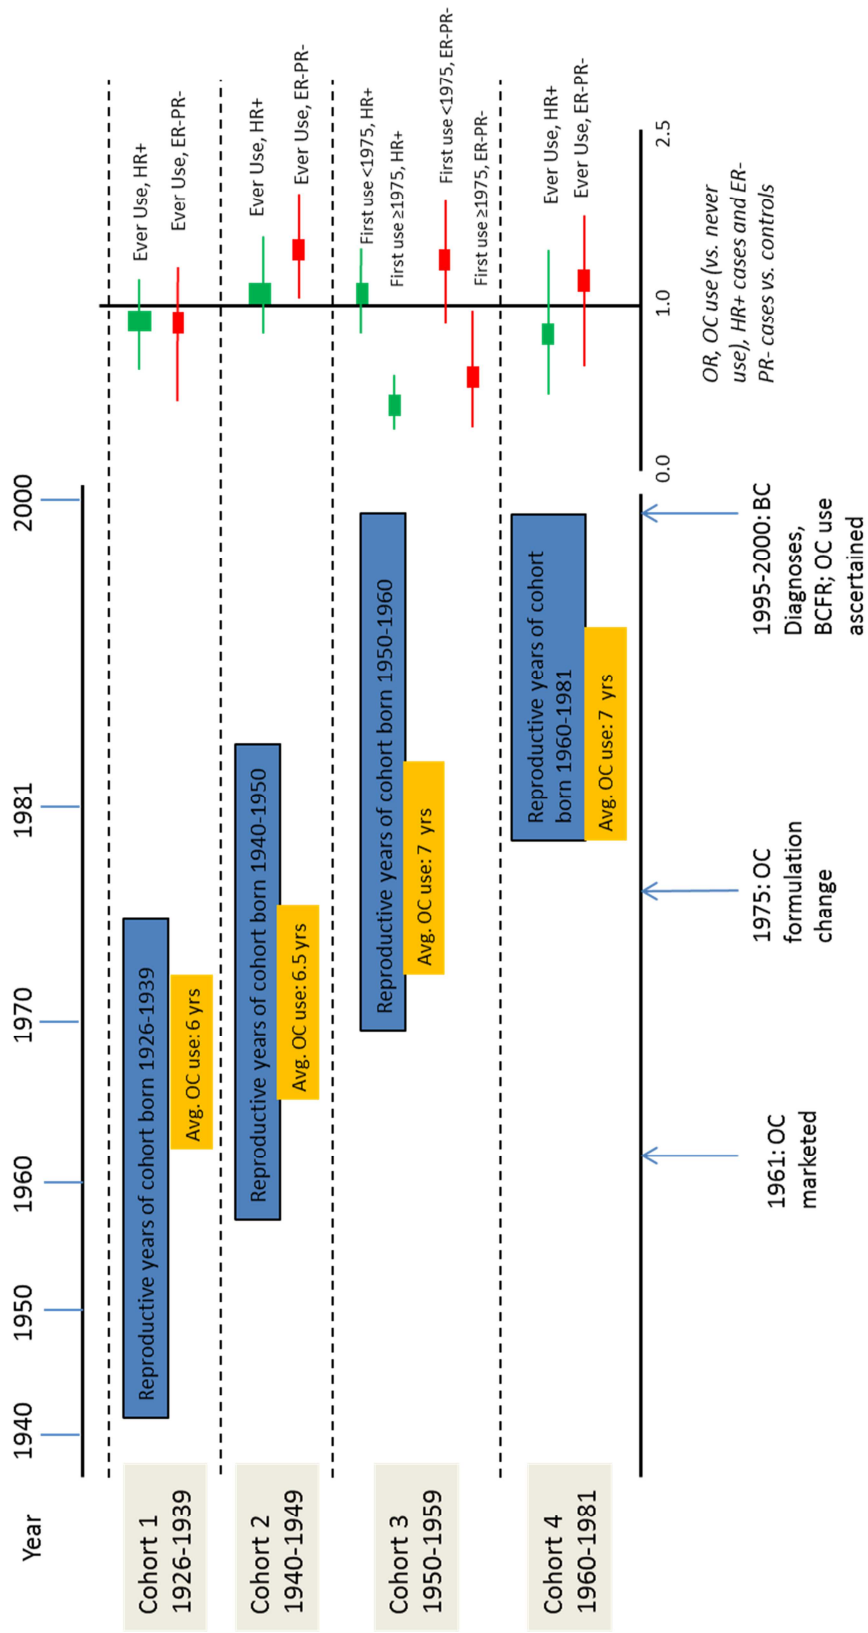 Year
1940
1950
1960
1970
1981
2000
Cohort 1
1926-1939
Reproductive years of cohort born 1926-1939
Avg. OC use: 6 yrs
Ever Use, HR+
Ever Use, ER-PR-
Cohort 2
1940-1949
Reproductive years of cohort born 1940-1950
Avg. OC use: 6.5 yrs
Ever Use, HR+
Ever Use, ER-PR-
Cohort 3
1950-1959
Reproductive years of cohort born 1950-1960
Avg. OC use: 7 yrs
First use <1975, HR+
First use ≥1975, HR+
First use <1975, ER-PR-
First use ≥1975, ER-PR-
Cohort 4
1960-1981
Reproductive years of cohort
born 1960-1981
Avg. OC use: 7 yrs
Ever Use, HR+
Ever Use, ER-PR-
0.0
1.0
2.5
1961: OC
marketed
1975: OC
formulation
change
1995-2000: BC
Diagnoses,
BCFR; OC use
ascertained
OR, OC use (vs. never
use), HR+ cases and ER-
PR- cases vs. controls